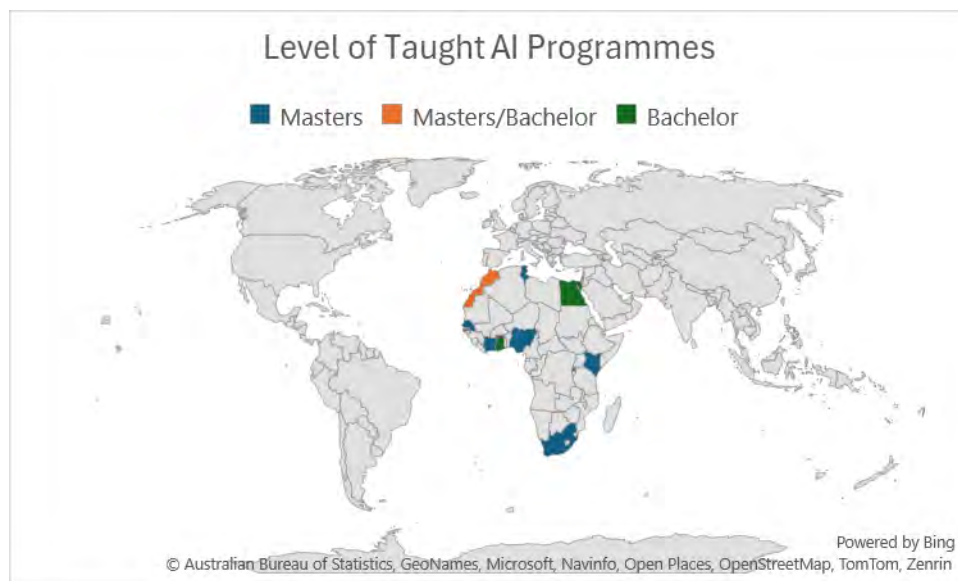 Level of Taught AI Programmes
Masters Masters/Bachelor Bachelor
Powered by Bing
© Australian Bureau of Statistics, GeoNames, Microsoft, Navinfo, Open Places, OpenStreetMap, TomTom, Zenrin